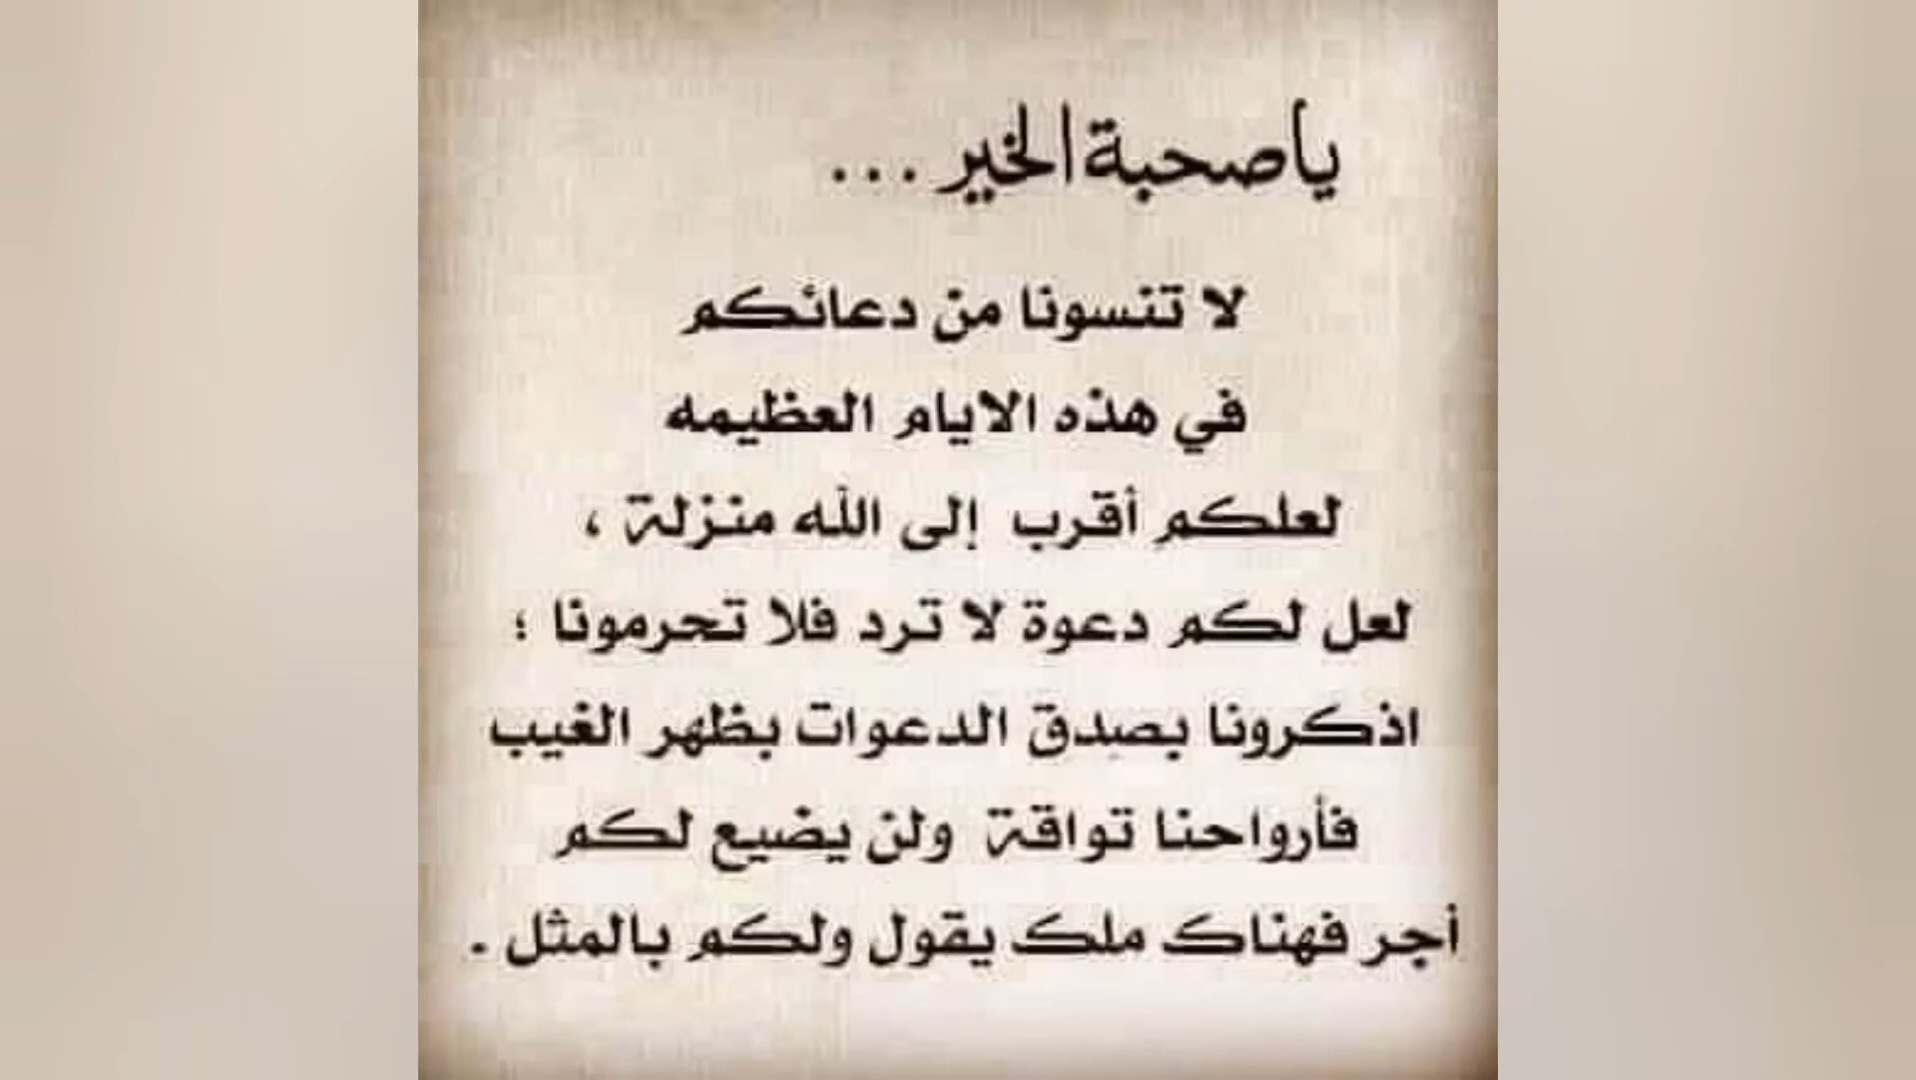 ياصحبة الخير ...
لا تنسونا من دعائكم
في هذه الايام العظيمه
لعلكم أقرب إلى الله منزلة ،
لعل لكم دعوة لا ترد فلا تحرمونا ؛
اذكرونا بصدق الدعوات بظهر الغيب
فأرواحنا تواقة ولن يضيع لكم
أجر فهناك ملك يقول ولكم بالمثل .